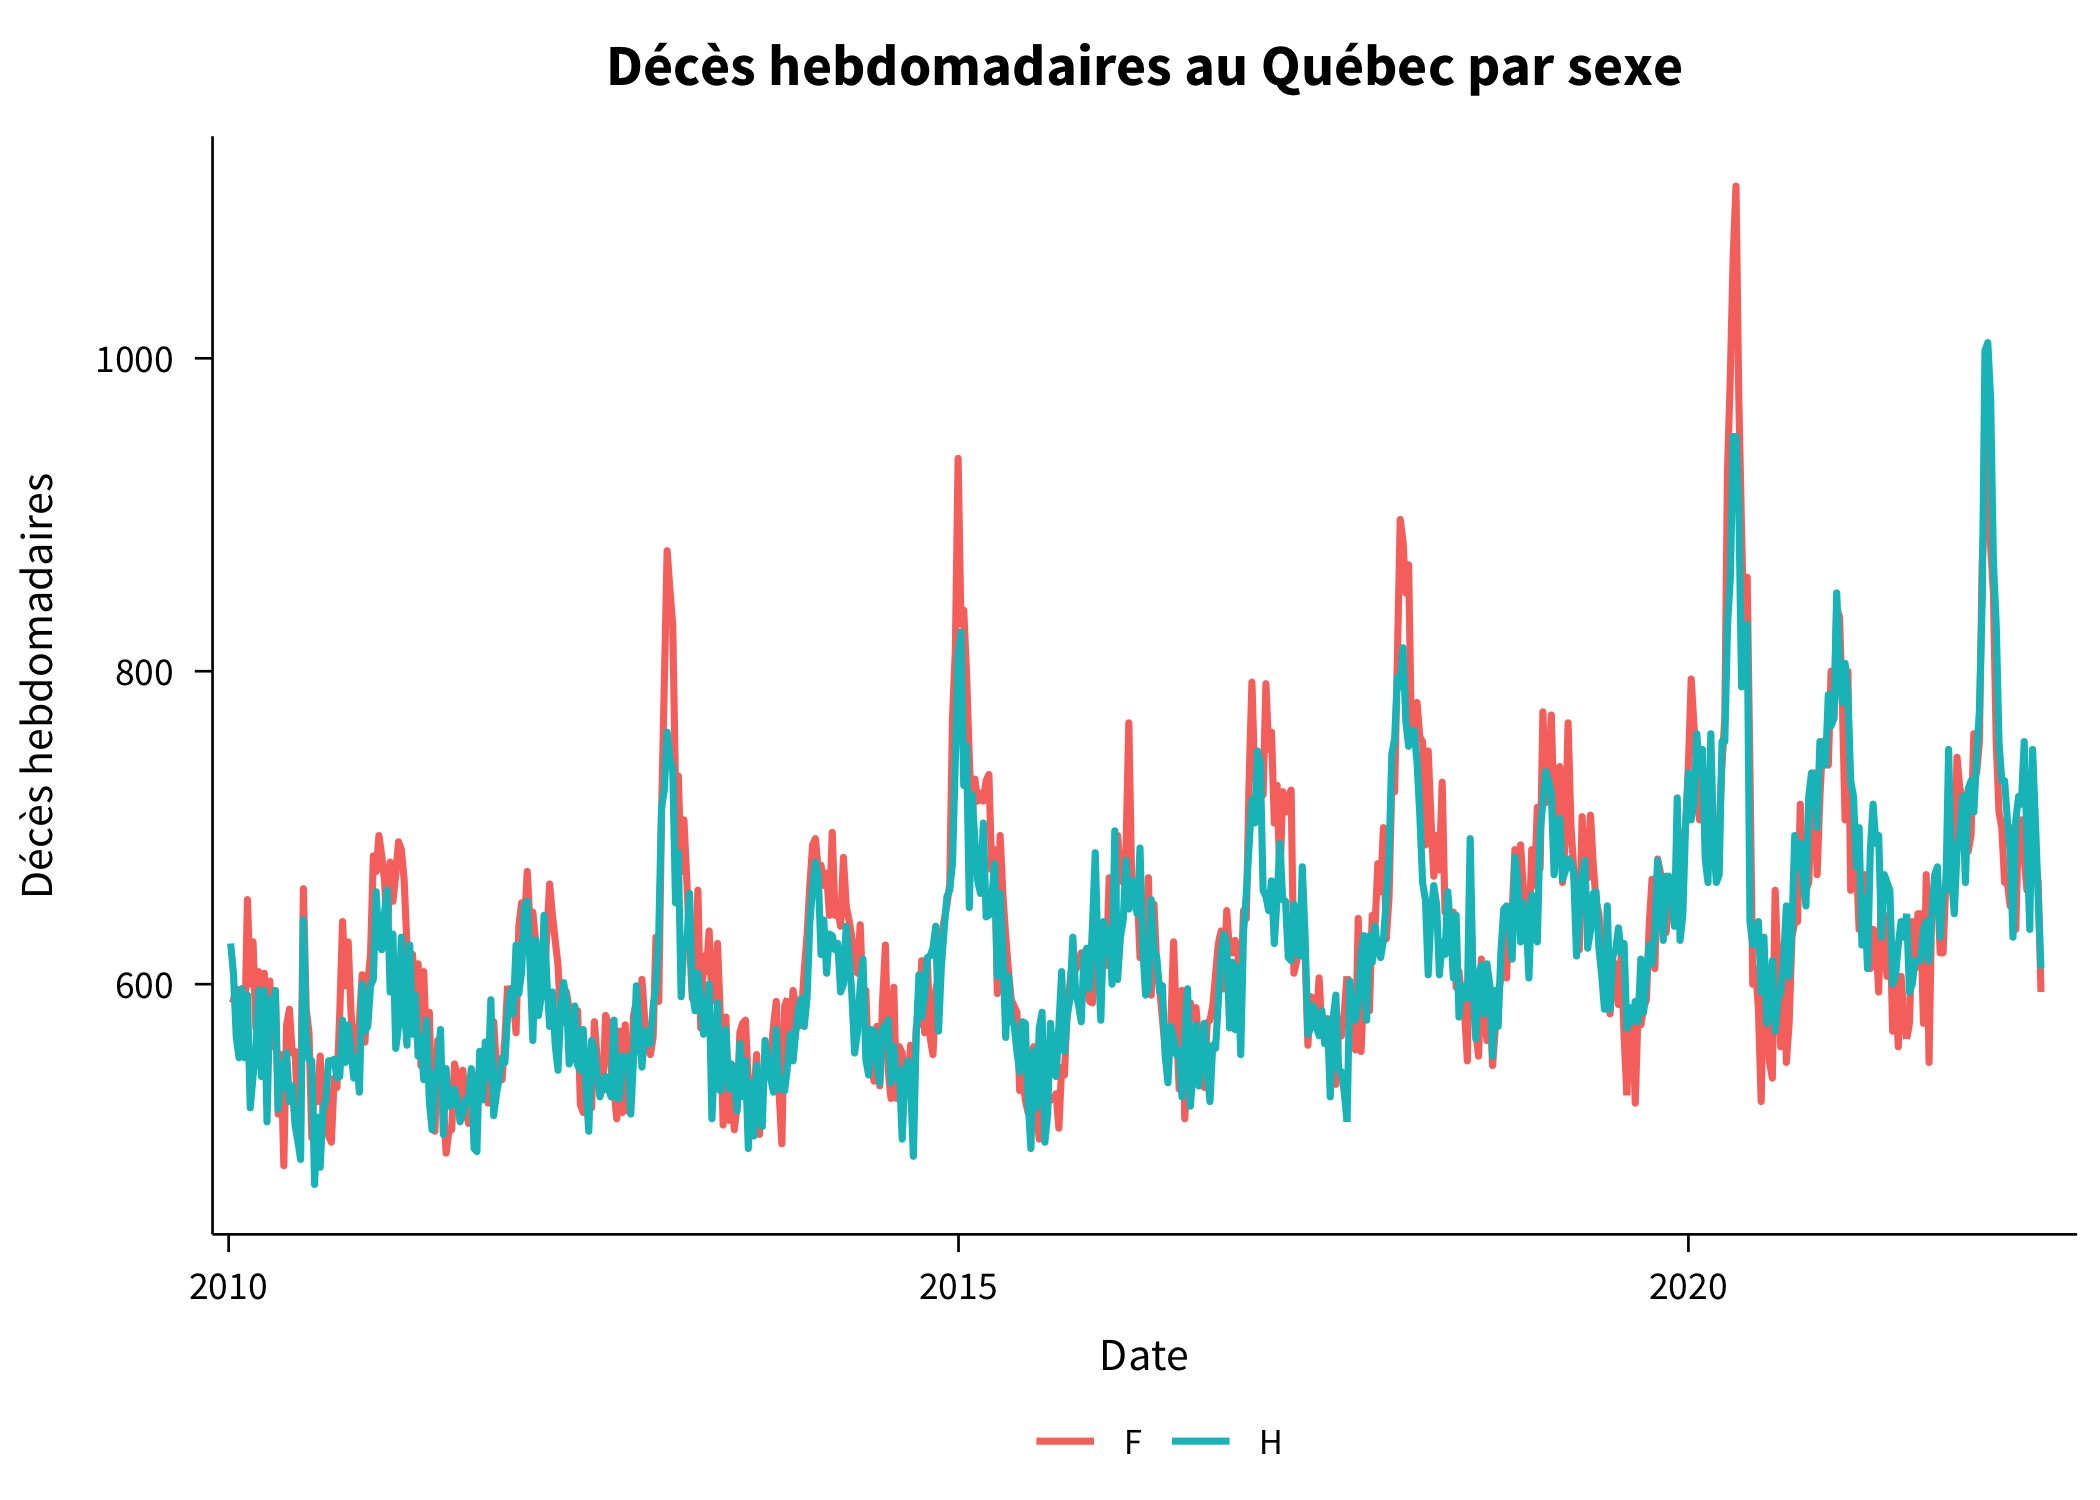 Décès hebdomadaires au Québec par sexe
Décès hebdomadaires
1000
800
600
2010
2015
2020
Date
F
H